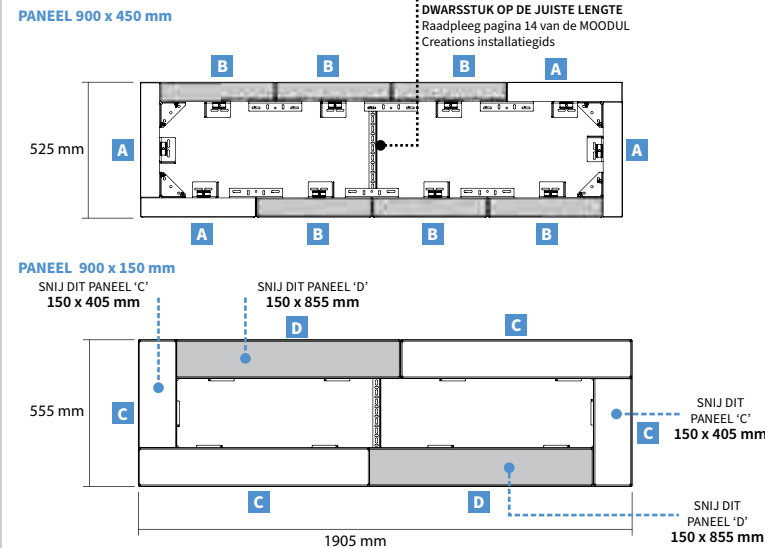 DWARSSTUK OP DE JUISTE LENGTE
Raadpleeg pagina 14 van de MOODUL
Creations installatiegids
PANEEL 900 x 450 mm
B
B
B
A
525 mm
A
A
A
B
B
B
PANEEL 900 x 150 mm
SNIJ DIT PANEEL ‘C’
150 x 405 mm
SNIJ DIT PANEEL ‘D’
150 x 855 mm
D
C
555 mm
C
C
SNIJ DIT
PANEEL ‘C’
150 x 405 mm
C
D
SNIJ DIT
PANEEL ‘D’
150 x 855 mm
1905 mm